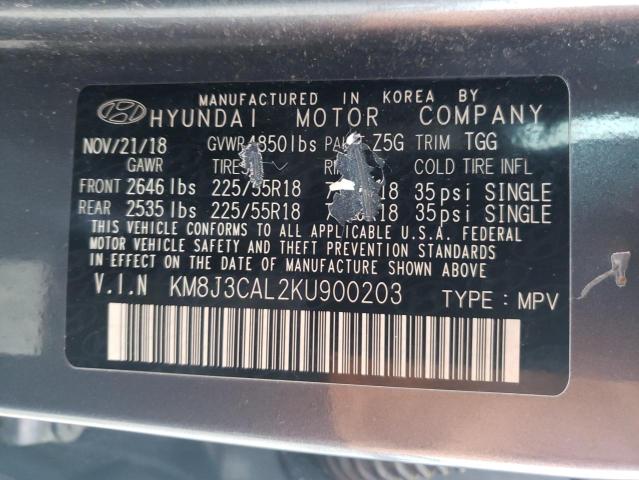 MANUFACTURED IN KOREA BY
HYUNDAI MOTOR COMPANY
NOV/21/18 GVWR 4850lbs Z5G TRIM TGG
GAWR TIRE COLD TIRE INFL
FRONT 2646 lbs 225/55R18 18 35psi SINGLE
REAR 2535 lbs 225/55R18 18 35psi SINGLE
THIS VEHICLE CONFORMS TO ALL APPLICABLE U.S.A. FEDERAL
MOTOR VEHICLE SAFETY AND THEFT PREVENTION STANDARDS
IN EFFECT ON THE DATE OF MANUFACTURE SHOWN ABOVE.
V.I.N KM8J3CAL2KU900203 TYPE : MPV